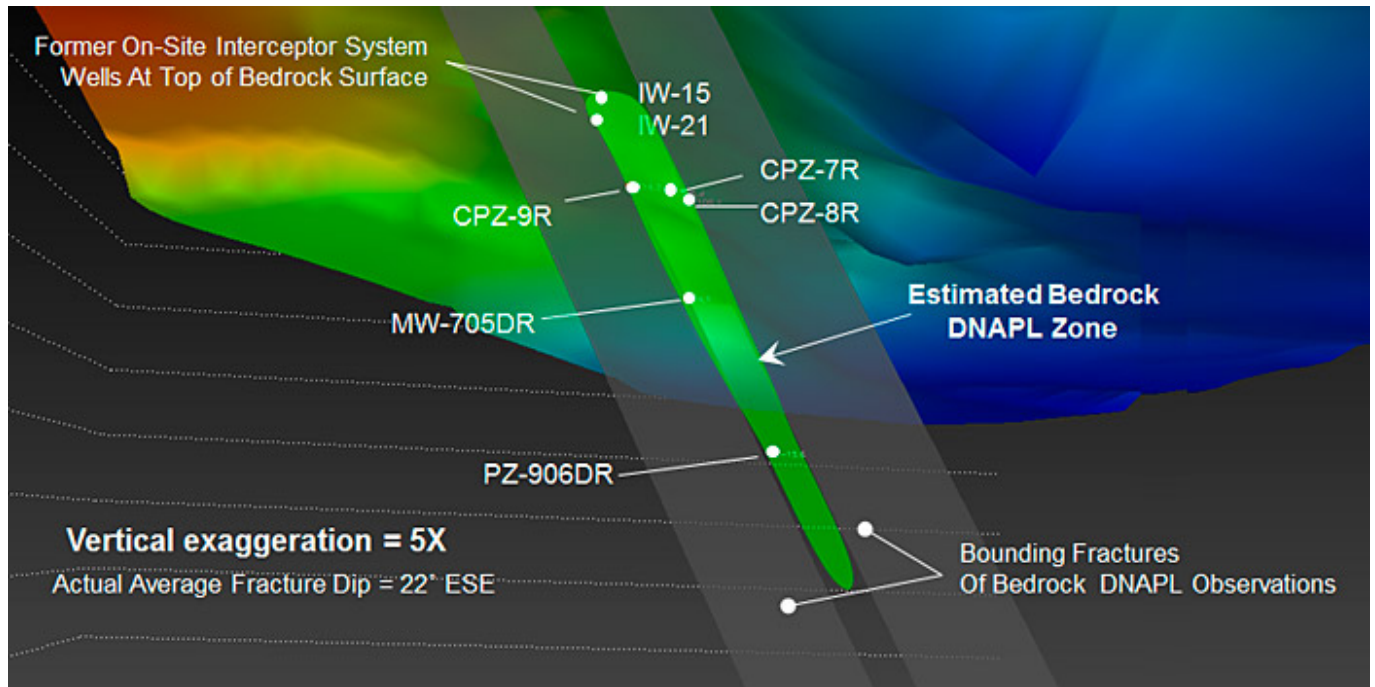 Former On-Site Interceptor System
Wells At Top of Bedrock Surface
IW-15
IW-21
CPZ-7R
CPZ-9R
CPZ-8R
Estimated Bedrock
DNAPL Zone
MW-705DR
PZ-906DR
Vertical exaggeration = 5X
Actual Average Fracture Dip = 22° ESE
Bounding Fractures
Of Bedrock DNAPL Observations